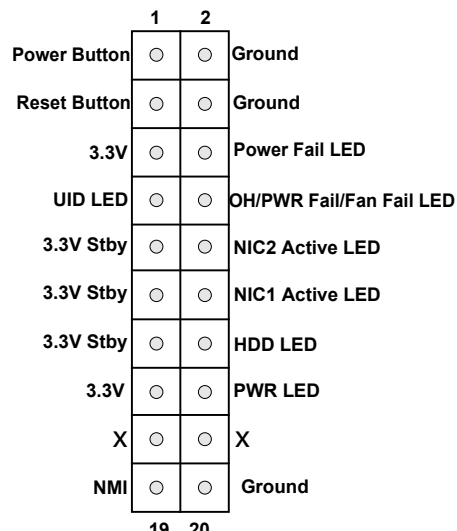 1 2
Power Button Ground
Reset Button Ground
3.3V Power Fail LED
UID LED OH/PWR Fail/Fan Fail LED
3.3V Stby NIC2 Active LED
3.3V Stby NIC1 Active LED
3.3V Stby HDD LED
3.3V PWR LED
X X
NMI Ground
19 20